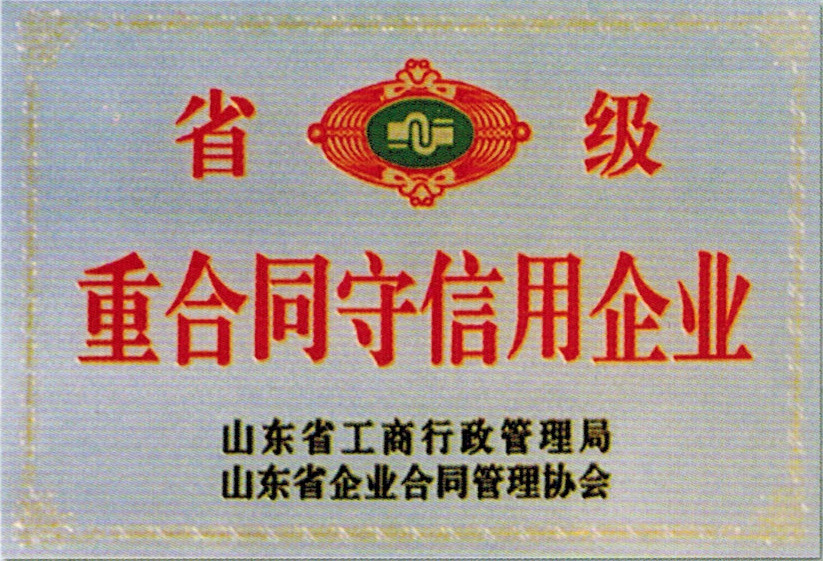 省 级
重合同守信用企业
山东省工商行政管理局
山东省企业合同管理协会